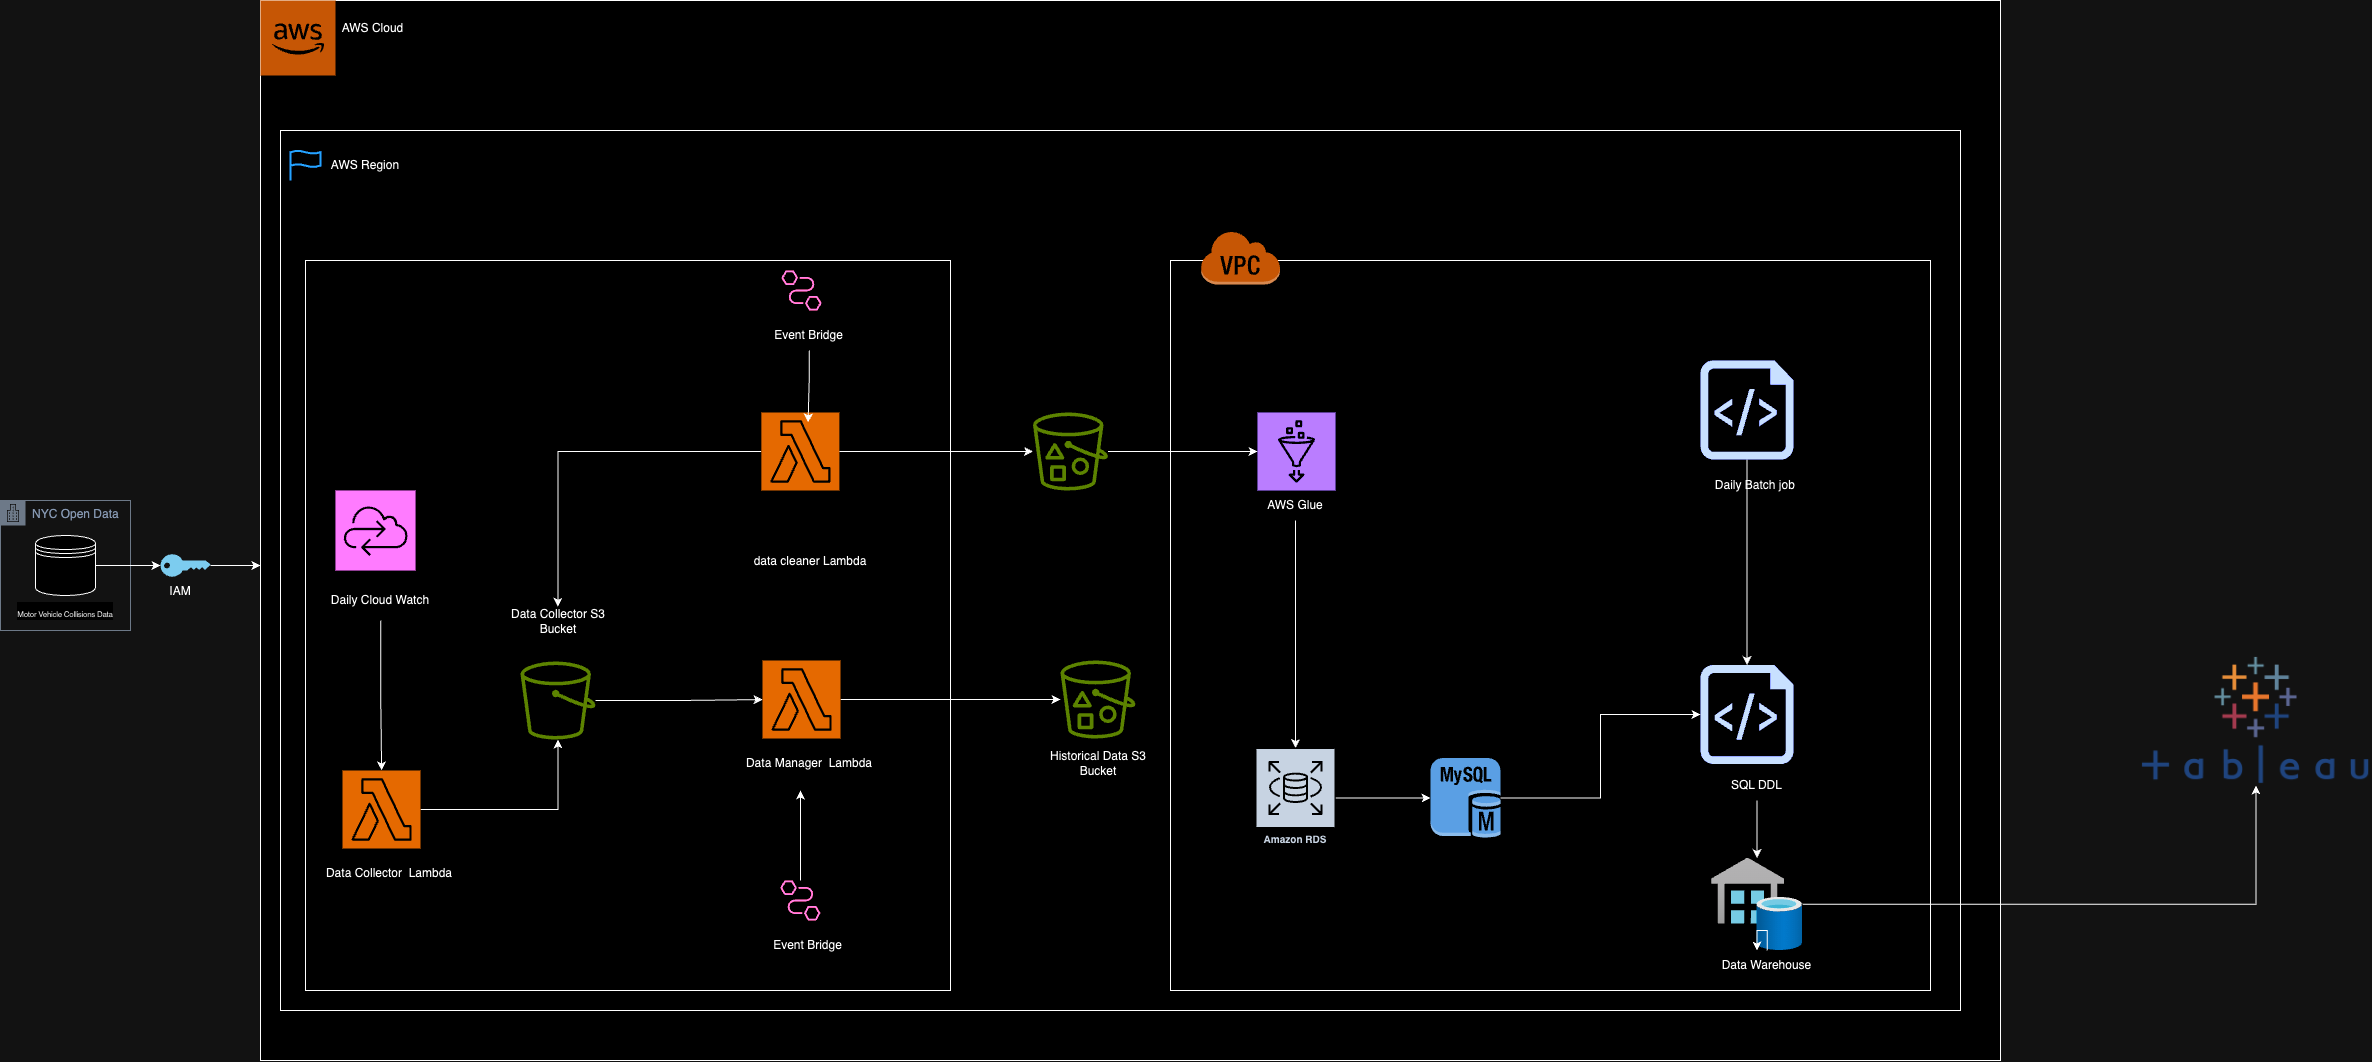 aws
AWS Cloud
AWS Region
VPC
Event Bridge
Daily Batch job
AWS Glue
NYC Open Data
data cleaner Lambda
IAM
Daily Cloud Watch
Motor Vehicle Collisions Data
Data Collector S3
Bucket
Data Manager Lambda
Historical Data S3
Bucket
MySQL
M
SQL DDL
+ableau
Amazon RDS
Data Collector Lambda
Event Bridge
Data Warehouse